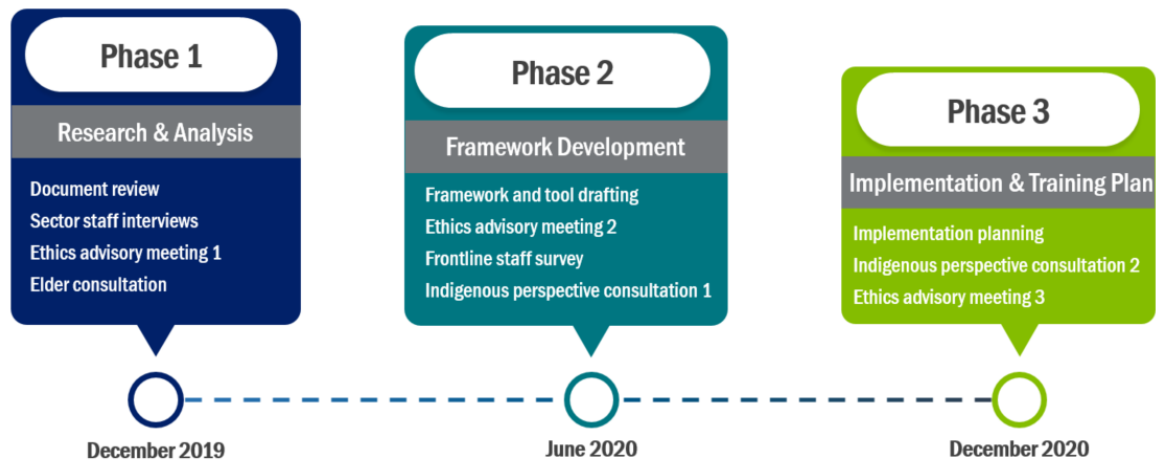 Phase 1
Research & Analysis
Document review
Sector staff interviews
Ethics advisory meeting 1
Elder consultation
December 2019
Phase 2
Framework Development
Framework and tool drafting
Ethics advisory meeting 2
Frontline staff survey
Indigenous perspective consultation 1
June 2020
Phase 3
Implementation & Training Plan
Implementation planning
Indigenous perspective consultation 2
Ethics advisory meeting 3
December 2020